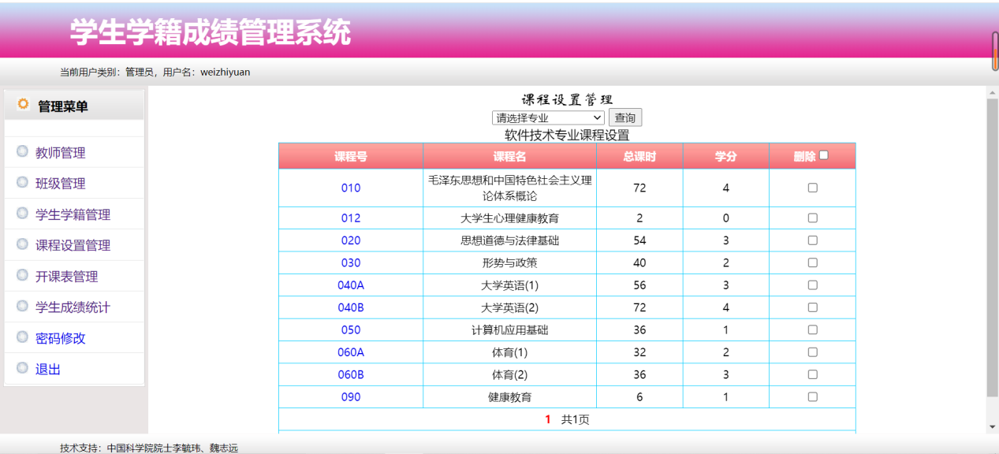 学生学籍成绩管理系统
当前用户类别：管理员，用户名：weizhiyuan
管理菜单
教师管理
班级管理
学生学籍管理
课程设置管理
开课表管理
学生成绩统计
密码修改
退出
课程设置管理
请选择专业 查询
软件技术专业课程设置
课程号 课程名 总课时 学分 删除
010 毛泽东思想和中国特色社会主义理 72 4
论体系概论
012 大学生心理健康教育 2 0
020 思想道德与法律基础 54 3
030 形势与政策 40 2
040A 大学英语(1) 56 3
040B 大学英语(2) 72 4
050 计算机应用基础 36 1
060A 体育(1) 32 2
060B 体育(2) 36 3
090 健康教育 6 1
1 共1页
技术支持：中国科学院院士李毓玮、魏志远